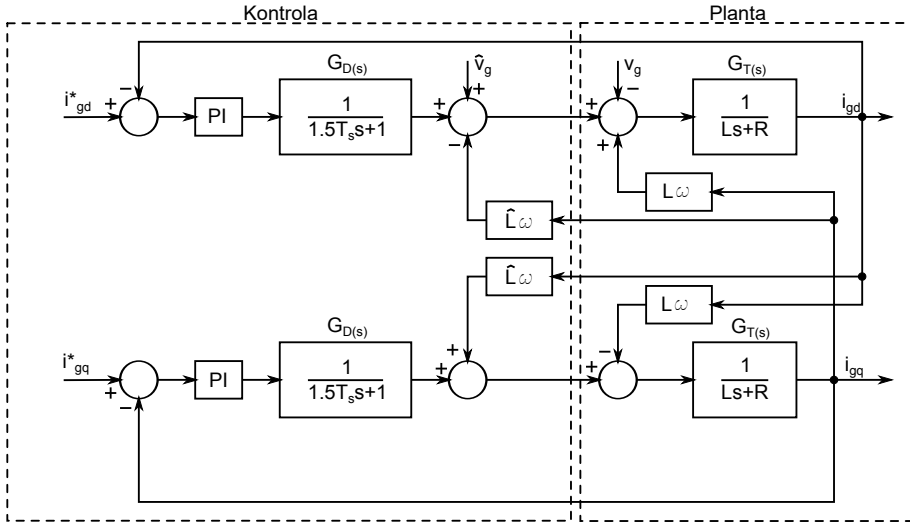 Kontrola
Planta
G_D(s)
v̂_g
v_g
G_T(s)
i*_gd
PI
1
1.5T_s s+1
1
Ls+R
i_gd
Lω
L̂ω
L̂ω
Lω
G_D(s)
G_T(s)
i*_gq
PI
1
1.5T_s s+1
1
Ls+R
i_gq